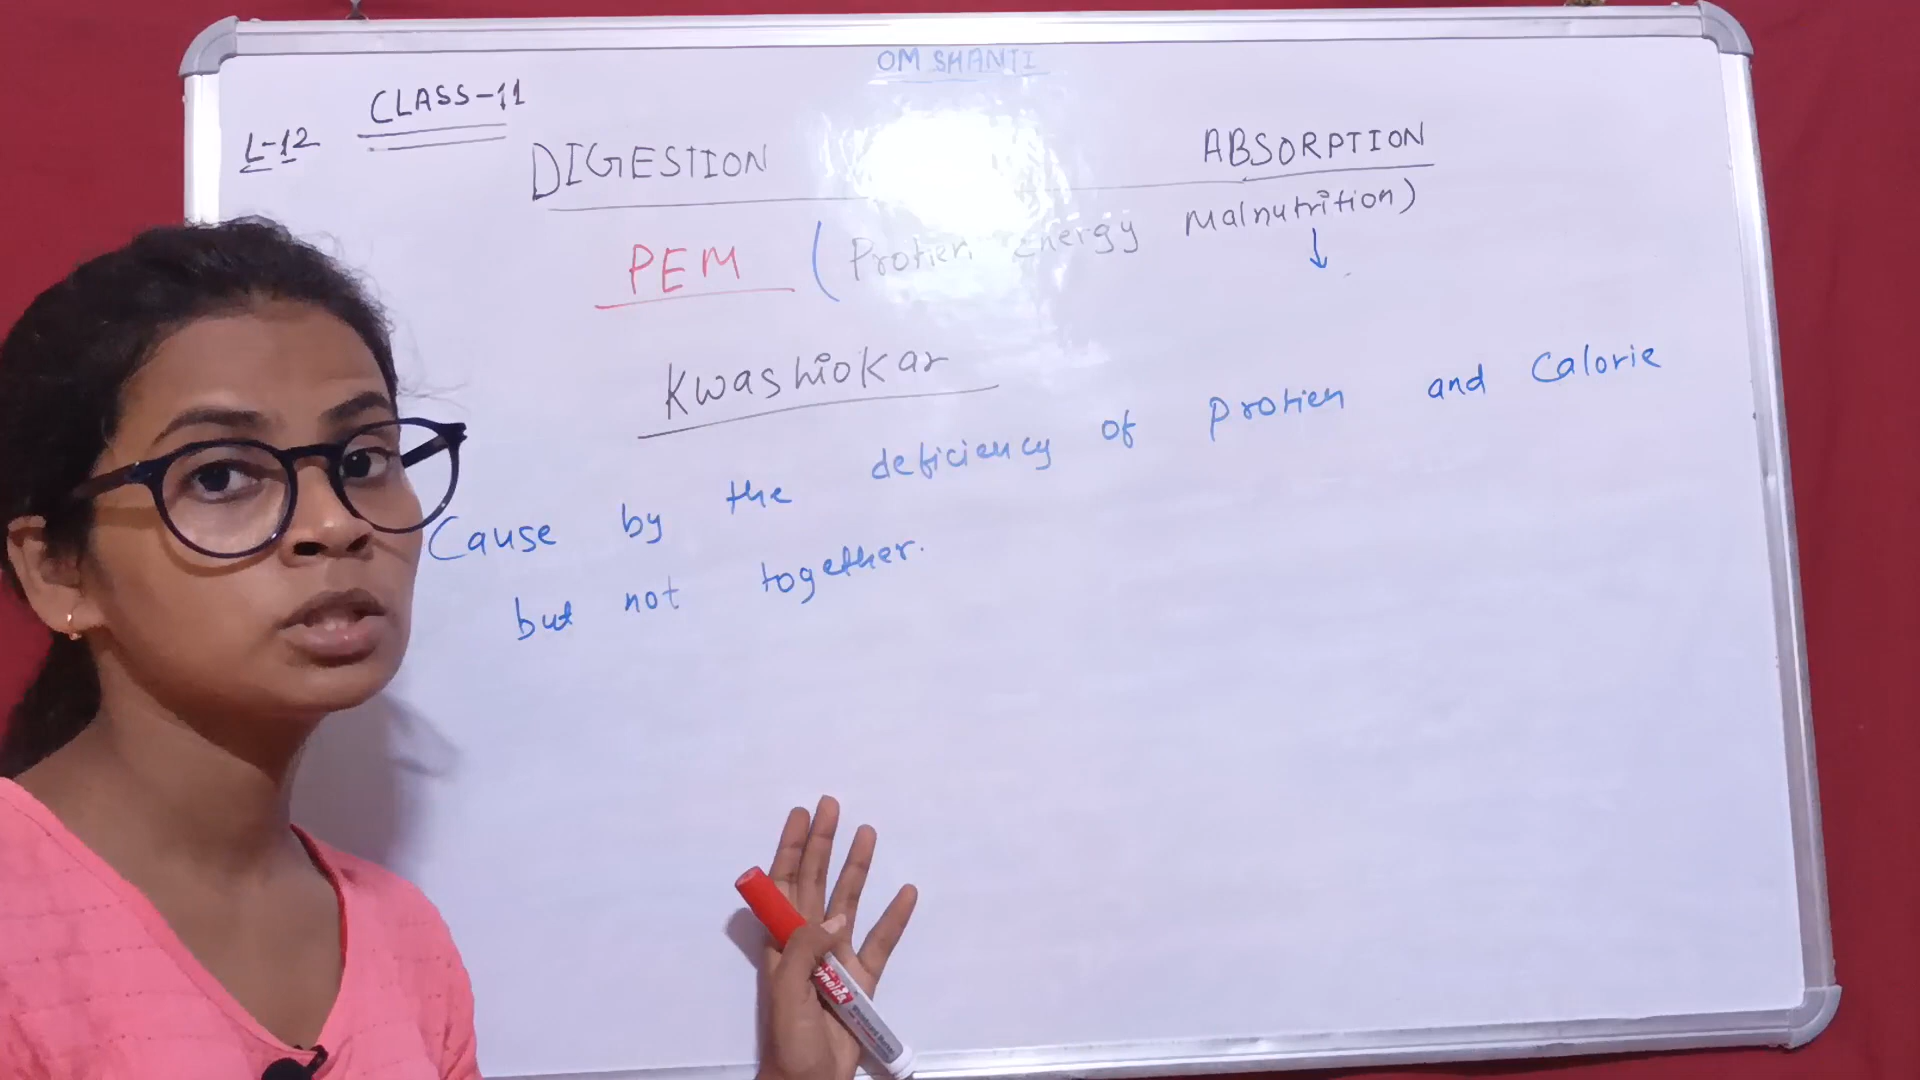 OM SHANTI
CLASS-11
L-12
DIGESTION ABSORPTION
PEM (Protien Energy Malnutrition)
↓
Kwashiokar
Cause by the deficiency of protien and Calorie
but not together.